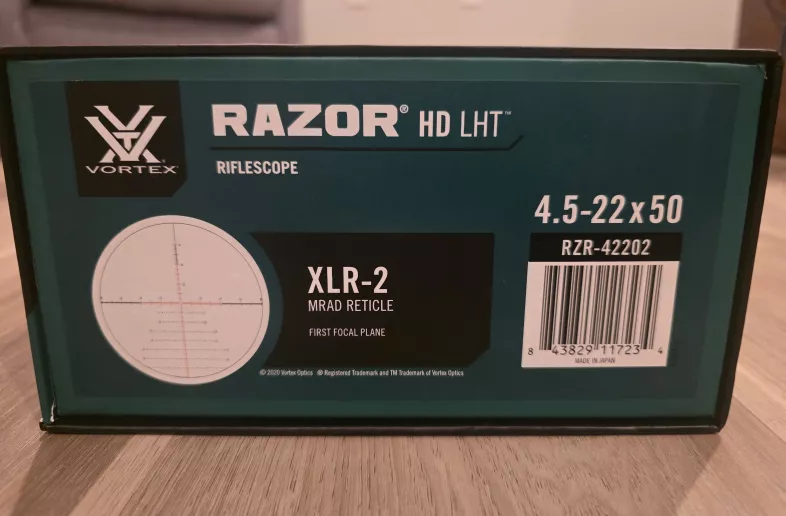 VORTEX®
RAZOR® HD LHT™
RIFLESCOPE
4.5-22x50
RZR-42202
XLR-2
MRAD RETICLE
FIRST FOCAL PLANE
8 43829 11723 4
MADE IN JAPAN
© 2020 Vortex Optics ® Registered Trademark and TM Trademark of Vortex Optics